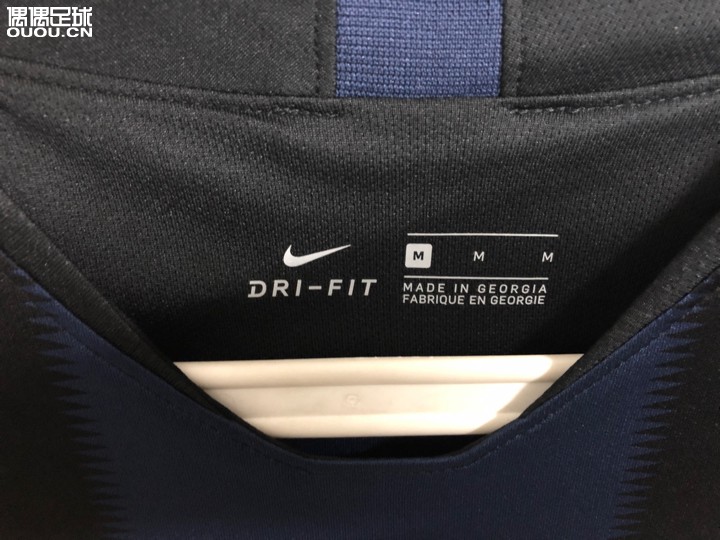 偶偶足球
OUOU.CN
DRI-FIT
M M M
MADE IN GEORGIA
FABRIQUE EN GEORGIE